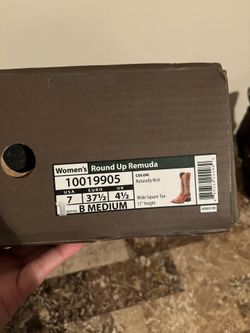 Women's Round Up Remuda
10019905
COLOR:
Naturally Rich
USA EURO UK
7 37½ 4½
B MEDIUM
Wide Square Toe
13" Height